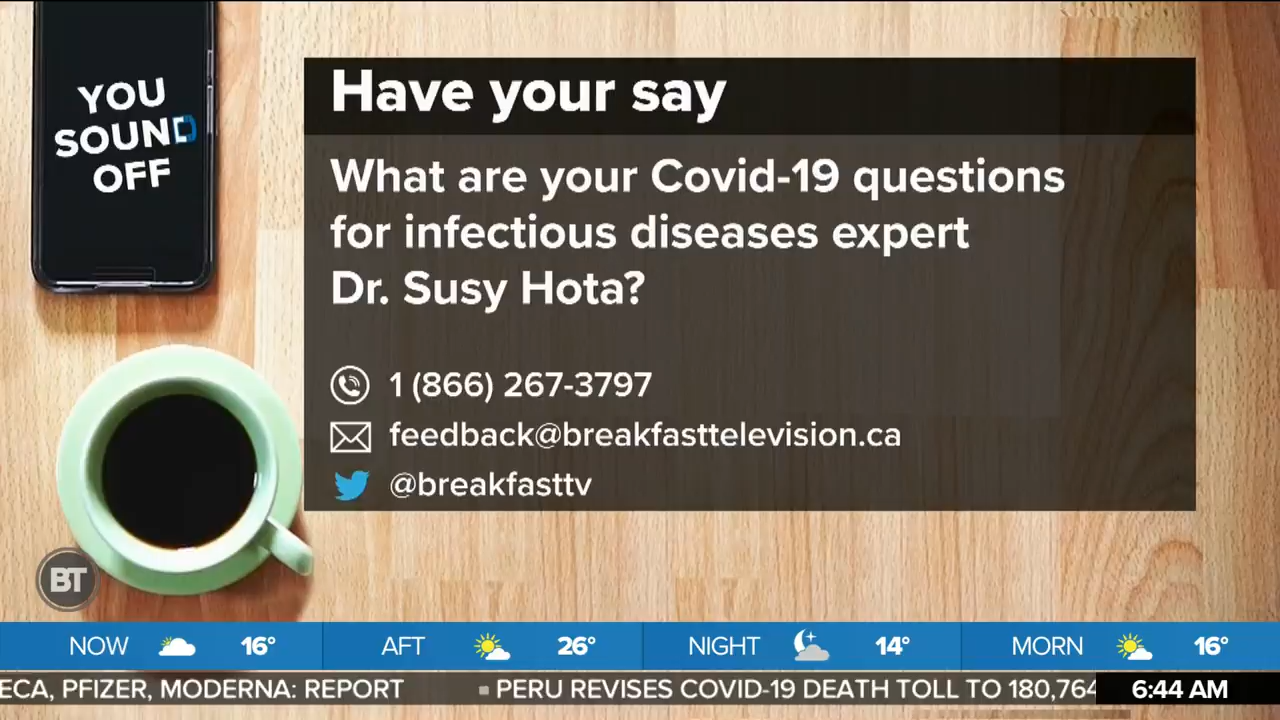 YOU
SOUND
OFF
Have your say
What are your Covid-19 questions
for infectious diseases expert
Dr. Susy Hota?
1 (866) 267-3797
feedback@breakfasttelevision.ca
@breakfasttv
BT
NOW 16° AFT 26° NIGHT 14° MORN 16°
ECA, PFIZER, MODERNA: REPORT ▪ PERU REVISES COVID-19 DEATH TOLL TO 180,764 6:44 AM